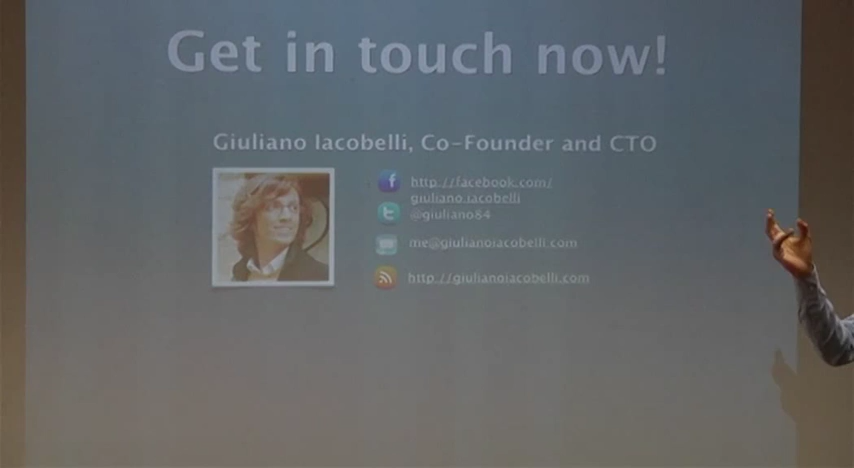 Get in touch now!
Giuliano Iacobelli, Co-Founder and CTO
http://facebook.com/
giuliano.iacobelli
@giuliano84
me@giulianoiacobelli.com
http://giulianoiacobelli.com